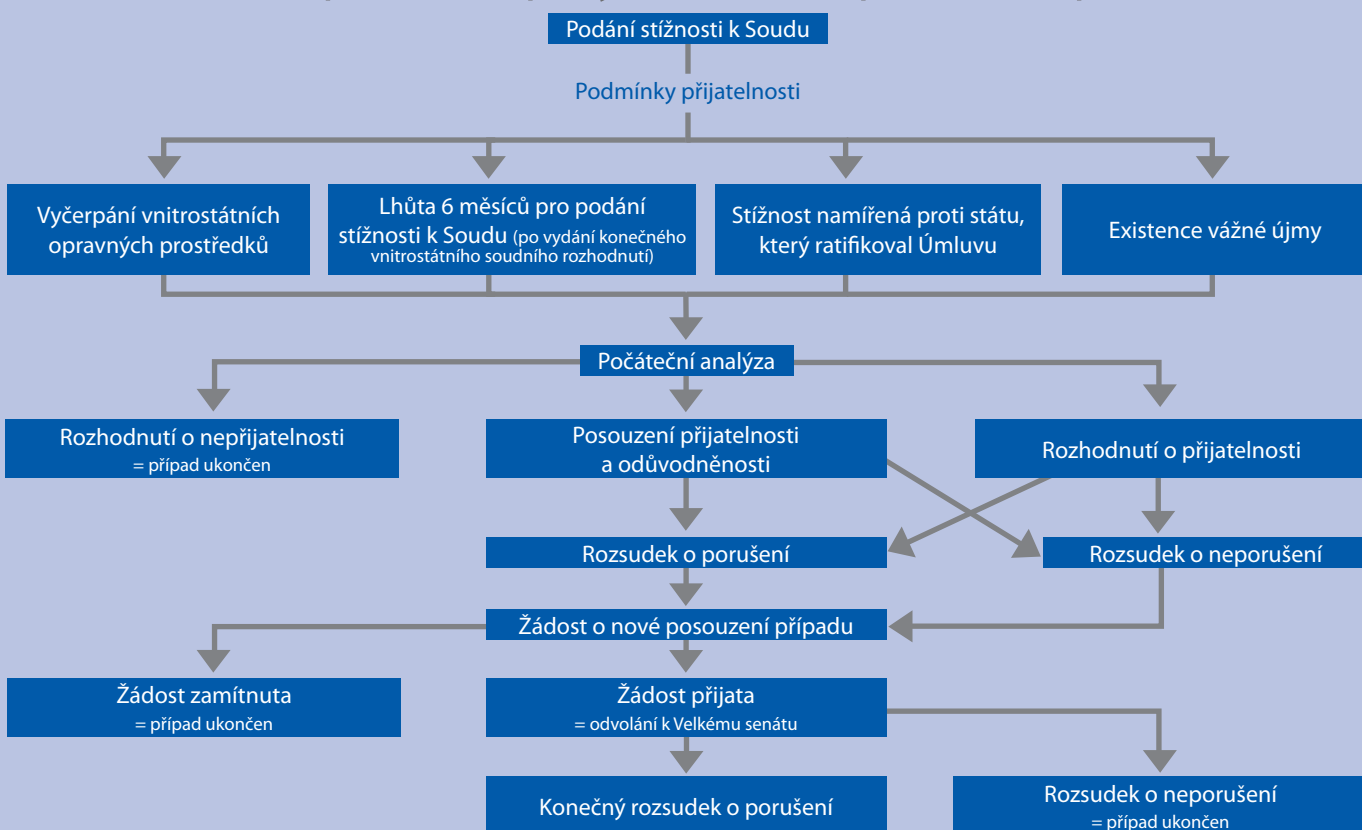 Podání stížnosti k Soudu
Podmínky přijatelnosti
Vyčerpání vnitrostátních
opravných prostředků
Lhůta 6 měsíců pro podání
stížnosti k Soudu (po vydání konečného
vnitrostátního soudního rozhodnutí)
Stížnost namířená proti státu,
který ratifikoval Úmluvu
Existence vážné újmy
Počáteční analýza
Rozhodnutí o nepřijatelnosti
= případ ukončen
Posouzení přijatelnosti
a odůvodněnosti
Rozhodnutí o přijatelnosti
Rozsudek o porušení
Rozsudek o neporušení
Žádost o nové posouzení případu
Žádost zamítnuta
= případ ukončen
Žádost přijata
= odvolání k Velkému senátu
Konečný rozsudek o porušení
Rozsudek o neporušení
= případ ukončen